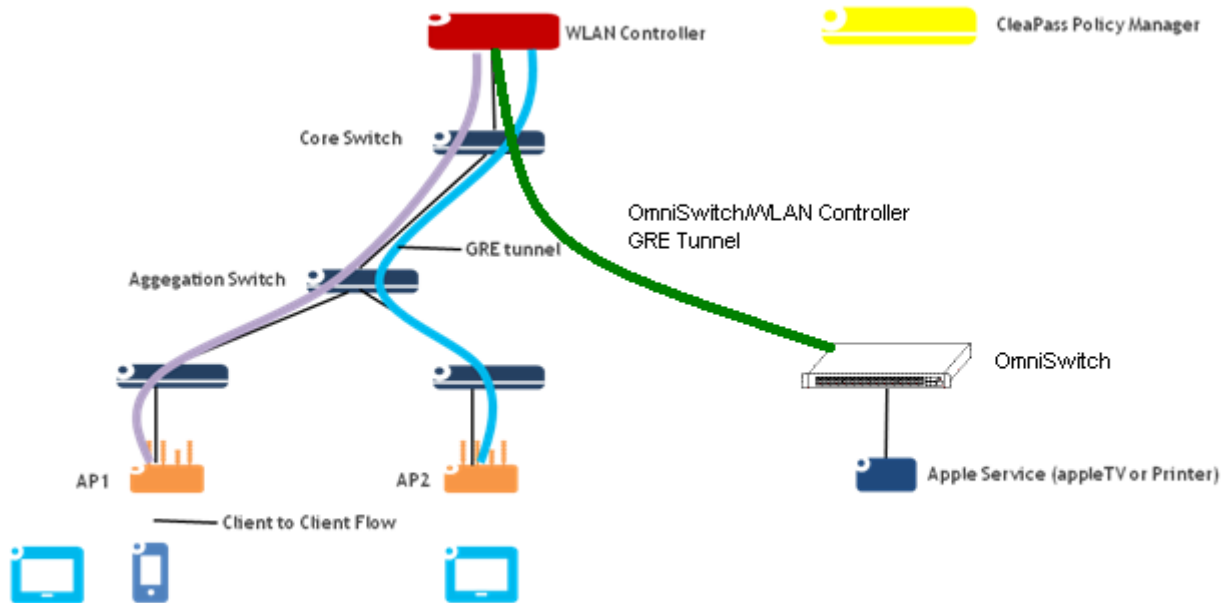 WLAN Controller
CleaPass Policy Manager
Core Switch
OmniSwitch/WLAN Controller
GRE Tunnel
GRE tunnel
Aggegation Switch
OmniSwitch
AP1
AP2
Apple Service (appleTV or Printer)
Client to Client Flow